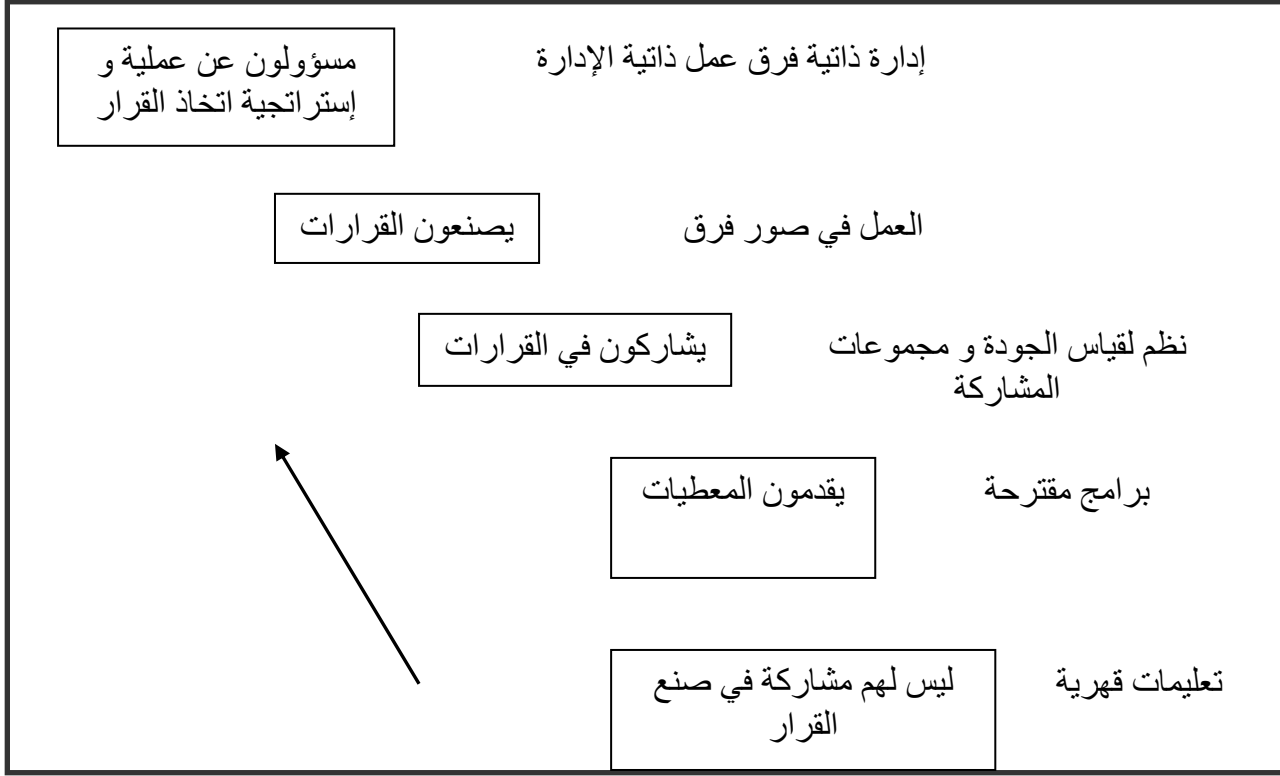 إدارة ذاتية فرق عمل ذاتية الإدارة
مسؤولون عن عملية و
إستراتجية اتخاذ القرار
العمل في صور فرق
يصنعون القرارات
نظم لقياس الجودة و مجموعات
المشاركة
يشاركون في القرارات
برامج مقترحة
يقدمون المعطيات
تعليمات قهرية
ليس لهم مشاركة في صنع
القرار